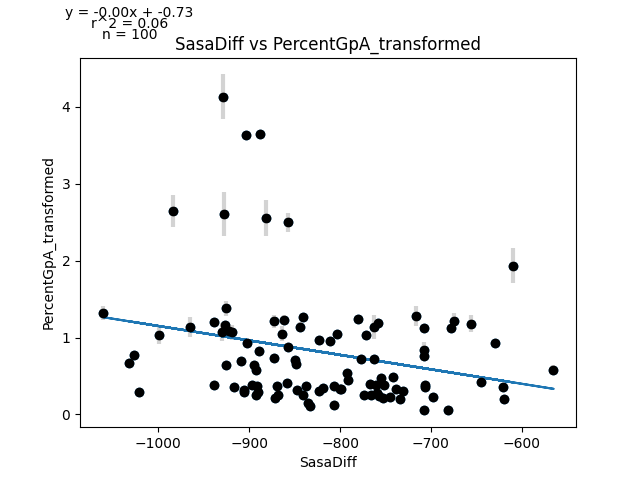 y = -0.00x + -0.73
r^2 = 0.06
n = 100
SasaDiff vs PercentGpA_transformed
PercentGpA_transformed
4
3
2
1
0
−1000
−900
−800
−700
−600
SasaDiff